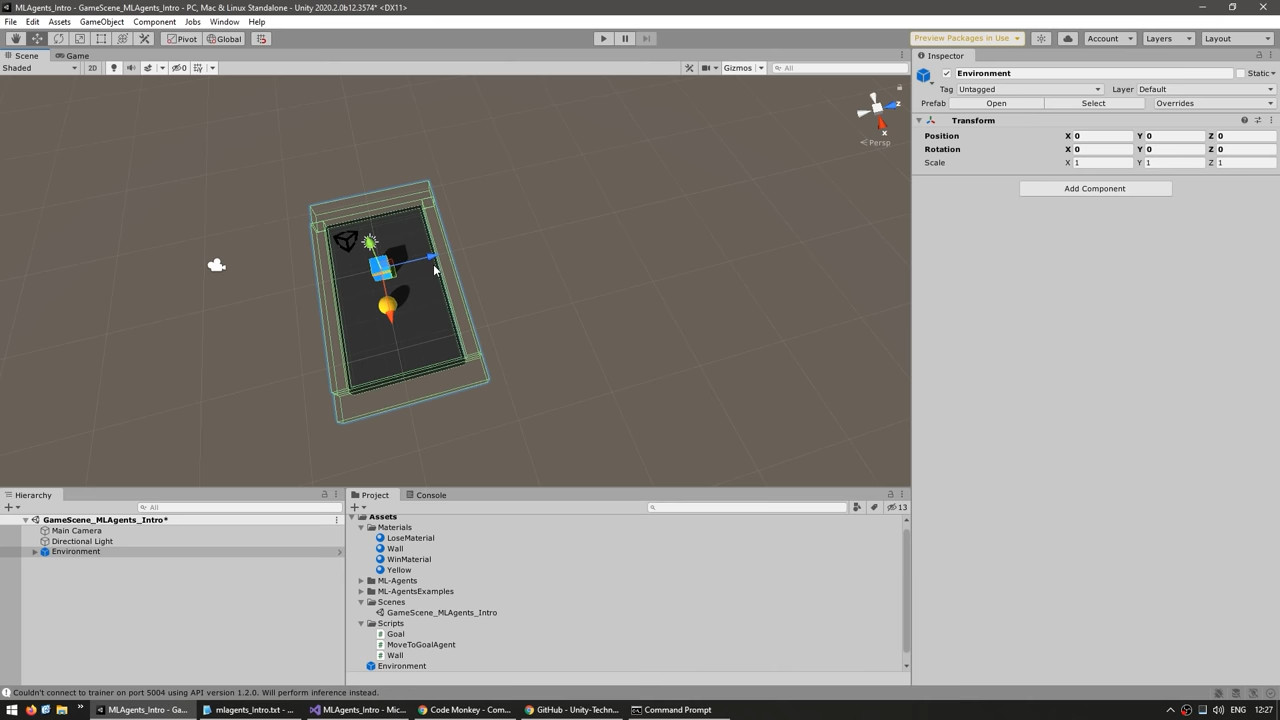 MLAgents_Intro - GameScene_MLAgents_Intro - PC, Mac & Linux Standalone - Unity 2020.2.0b12.3574* <DX11>
File Edit Assets GameObject Component Jobs Window Help
Pivot Global Preview Packages in Use Account Layers Layout
Scene Game Inspector
Shaded 2D 0 Gizmos All
Environment Static
Tag Untagged Layer Default
Prefab Open Select Overrides
Transform
Position X 0 Y 0 Z 0
Rotation X 0 Y 0 Z 0
Scale X 1 Y 1 Z 1
Add Component
z
x
Persp
Hierarchy Project Console
All 13
GameScene_MLAgents_Intro*
Main Camera
Directional Light
Environment
Assets
Materials
LoseMaterial
Wall
WinMaterial
Yellow
ML-Agents
ML-AgentsExamples
Scenes
GameScene_MLAgents_Intro
Scripts
Goal
MoveToGoalAgent
Wall
Environment
Couldn't connect to trainer on port 5004 using API version 1.2.0. Will perform inference instead.
MLAgents_Intro - Ga... mlagents_intro.txt - ... MLAgents_Intro - Mic... Code Monkey - Com... GitHub - Unity-Techn... Command Prompt ENG 12:27